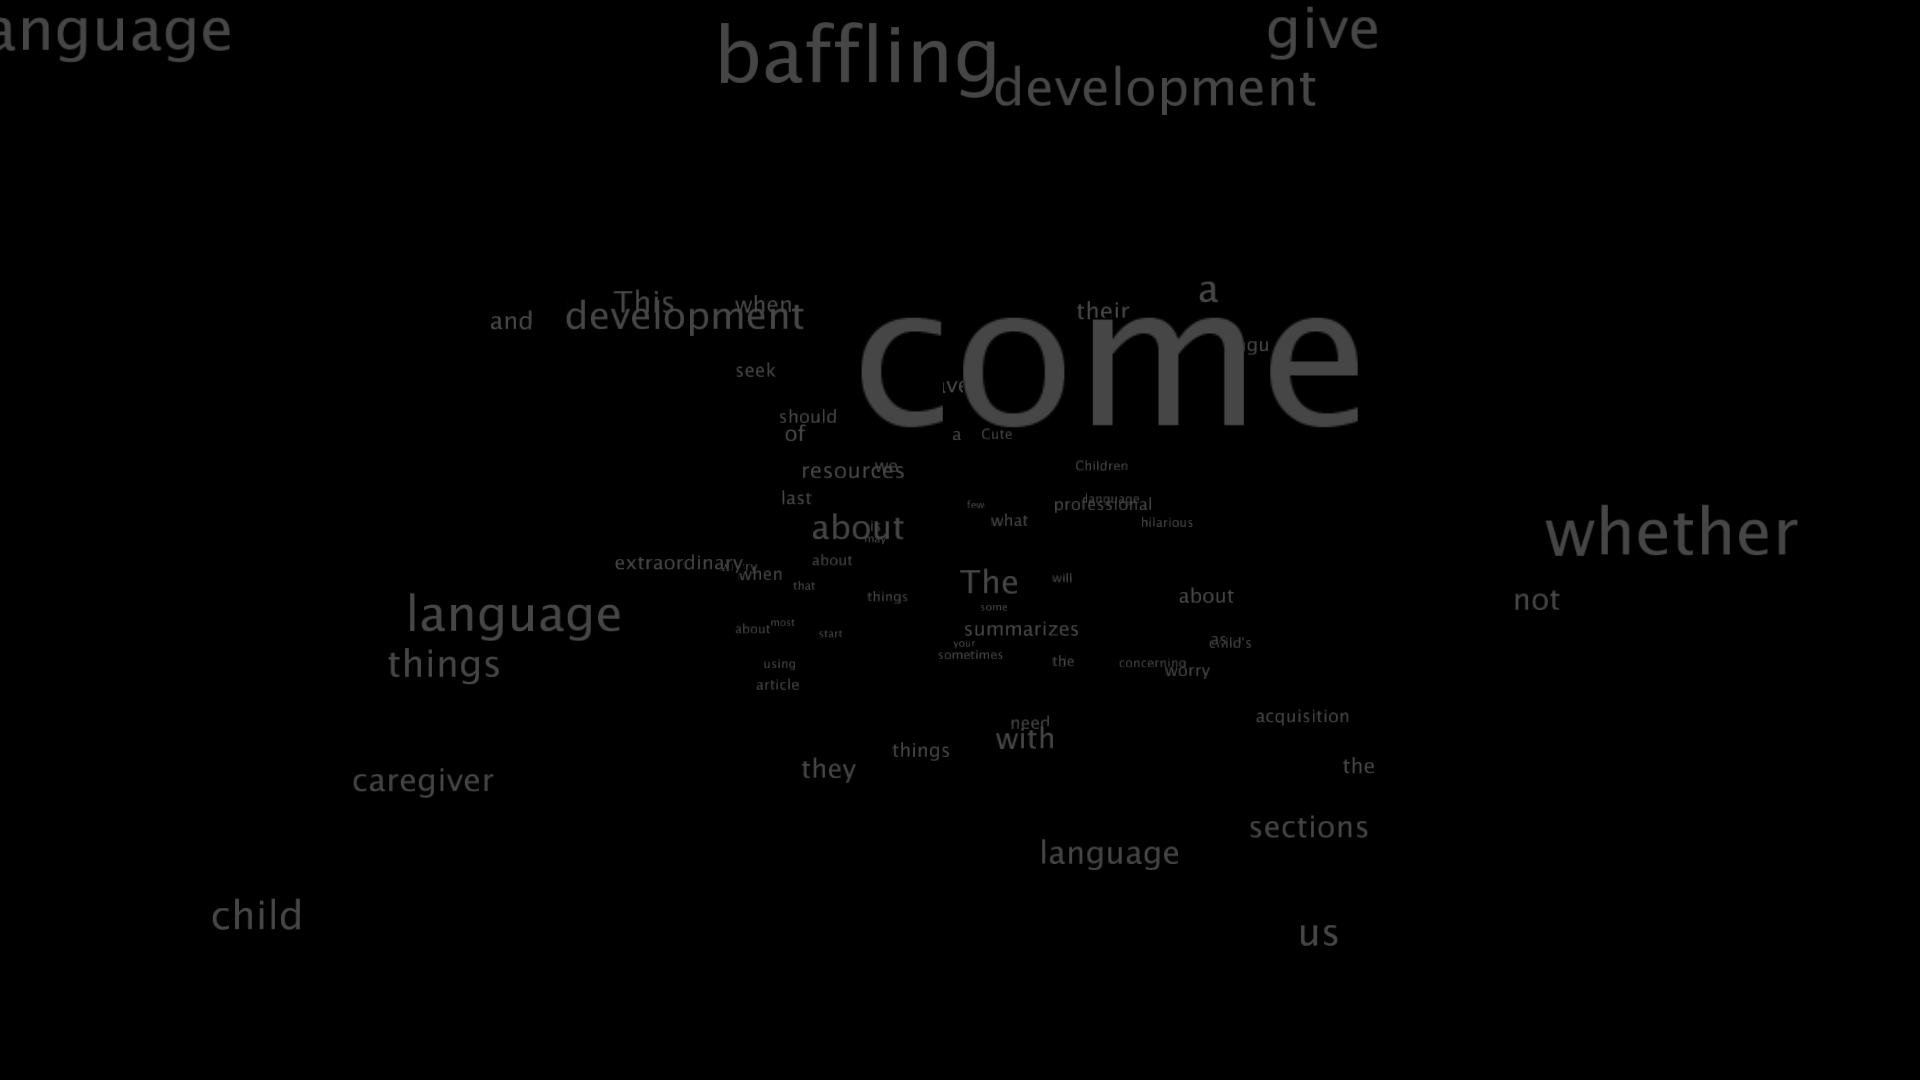 anguage
give
baffling
development
a
This
when
their
and
development
come
seek
should
of
a
Cute
resources
we
Children
last
language
few
professional
what
hilarious
whether
about
is
may
about
extraordinary
when
The
will
that
things
about
not
some
language
most
about
start
summarizes
as
your
child's
sometimes
things
using
the
concerning
worry
article
acquisition
need
with
things
they
the
caregiver
sections
language
child
us